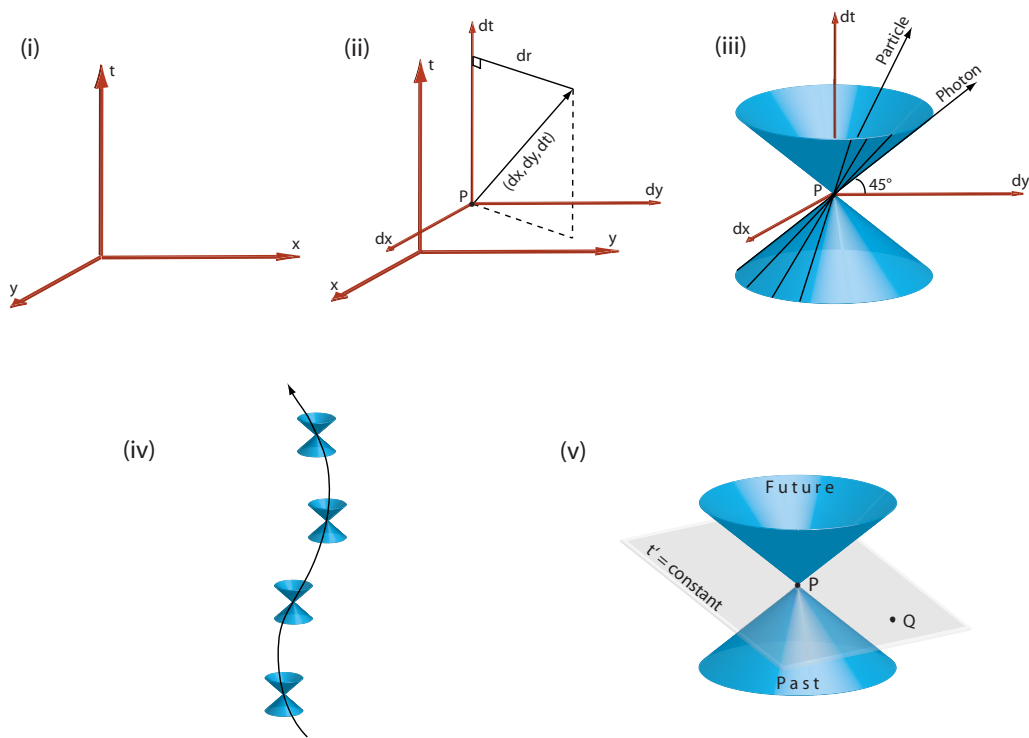 (i)
t
x
y
(ii)
dt
t
dr
(dx, dy, dt)
P
dy
dx
y
x
(iii)
dt
Particle
Photon
P
45°
dy
dx
(iv)
(v)
Future
t' = constant
P
Q
Past